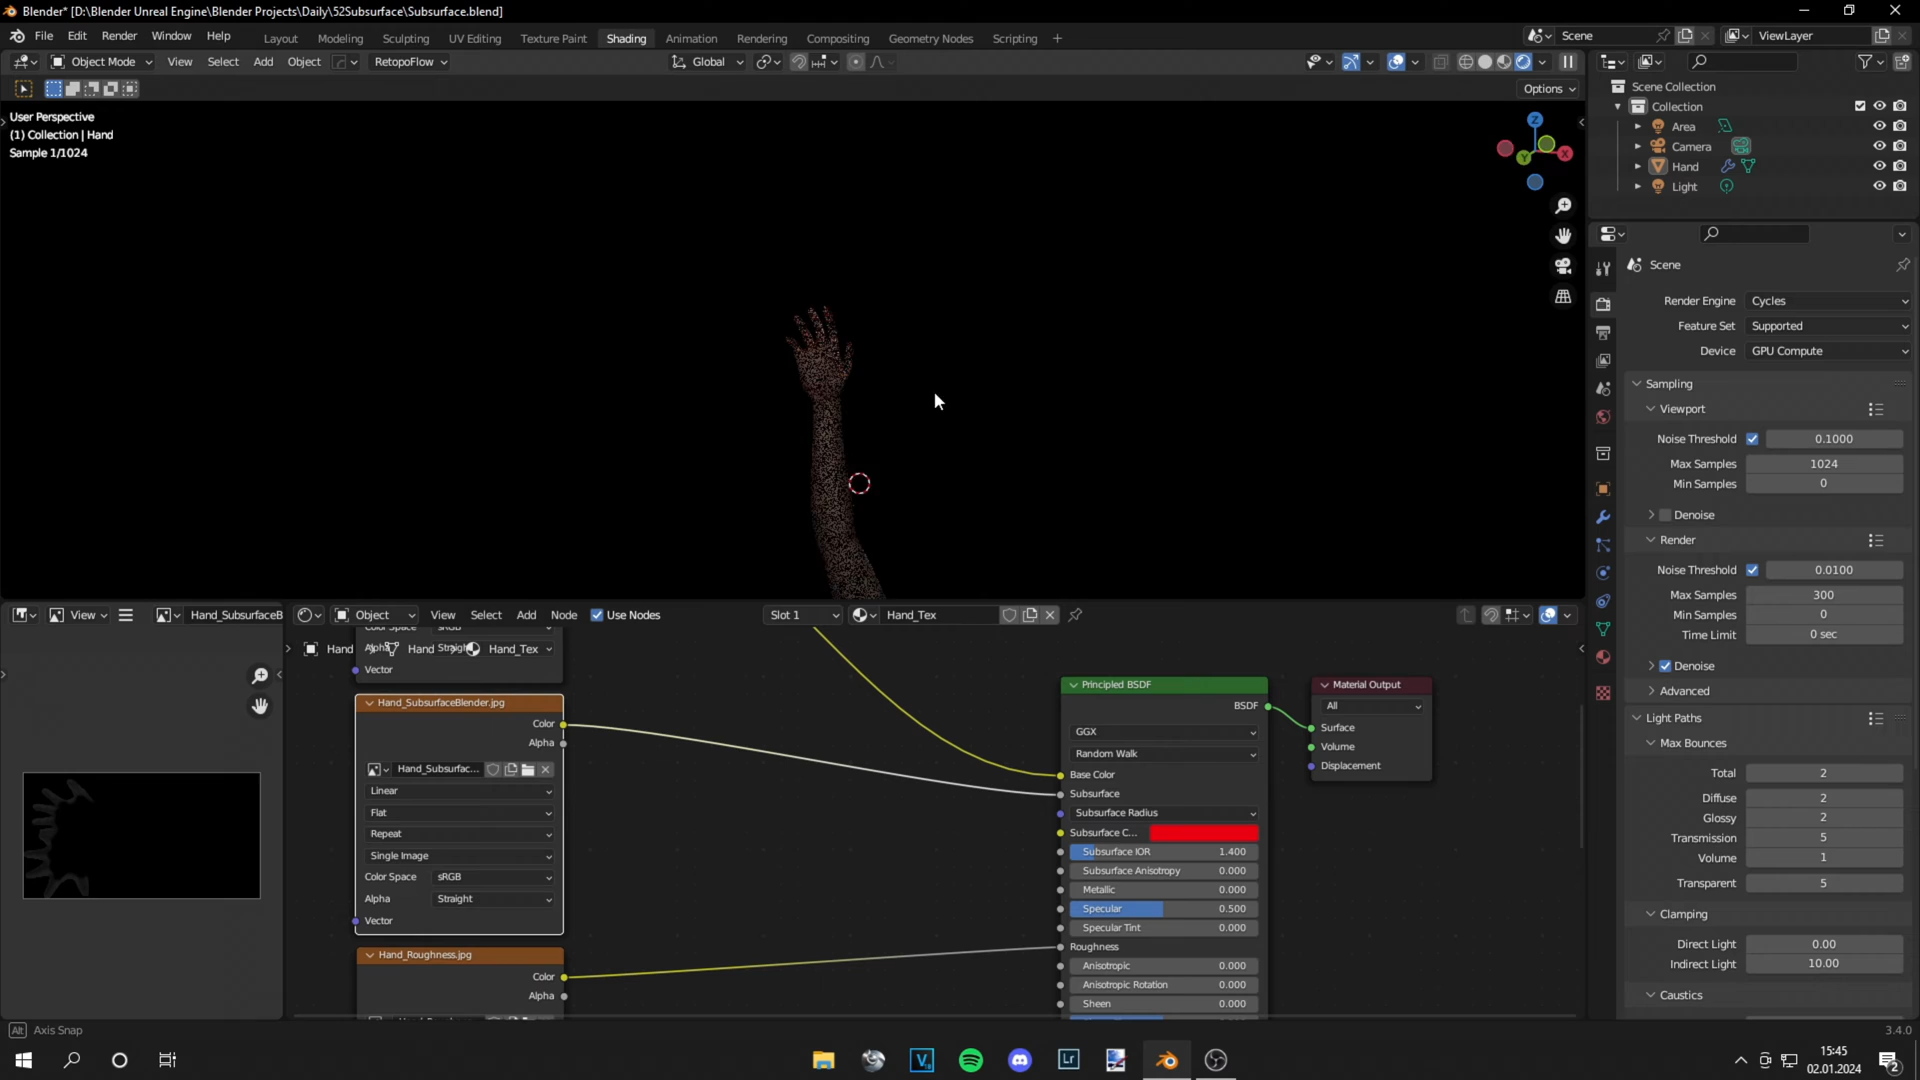 Blender* [D:\Blender Unreal Engine\Blender Projects\Daily\52Subsurface\Subsurface.blend]
File Edit Render Window Help Layout Modeling Sculpting UV Editing Texture Paint Shading Animation Rendering Compositing Geometry Nodes Scripting + Scene ViewLayer
Object Mode View Select Add Object RetopoFlow Global
Options
User Perspective
(1) Collection | Hand
Sample 1/1024
Z
X
Y
Scene Collection
Collection
Area
Camera
Hand
Light
Scene
Render Engine Cycles
Feature Set Supported
Device GPU Compute
Sampling
Viewport
Noise Threshold 0.1000
Max Samples 1024
Min Samples 0
Denoise
Render
Noise Threshold 0.0100
Max Samples 300
Min Samples 0
Time Limit 0 sec
Denoise
Advanced
Light Paths
Max Bounces
Total 2
Diffuse 2
Glossy 2
Transmission 5
Volume 1
Transparent 5
Clamping
Direct Light 0.00
Indirect Light 10.00
Caustics
View Hand_SubsurfaceB
Object View Select Add Node Use Nodes Slot 1 Hand_Tex
Color Space sRGB
Alpha Straight
Hand Hand Hand_Tex
Vector
Hand_SubsurfaceBlender.jpg
Color
Alpha
Hand_Subsurfac...
Linear
Flat
Repeat
Single Image
Color Space sRGB
Alpha Straight
Vector
Hand_Roughness.jpg
Color
Alpha
Principled BSDF
BSDF
GGX
Random Walk
Base Color
Subsurface
Subsurface Radius
Subsurface C...
Subsurface IOR 1.400
Subsurface Anisotropy 0.000
Metallic 0.000
Specular 0.500
Specular Tint 0.000
Roughness
Anisotropic 0.000
Anisotropic Rotation 0.000
Sheen 0.000
Material Output
All
Surface
Volume
Displacement
Alt Axis Snap
3.4.0
Lr
15:45
02.01.2024
2